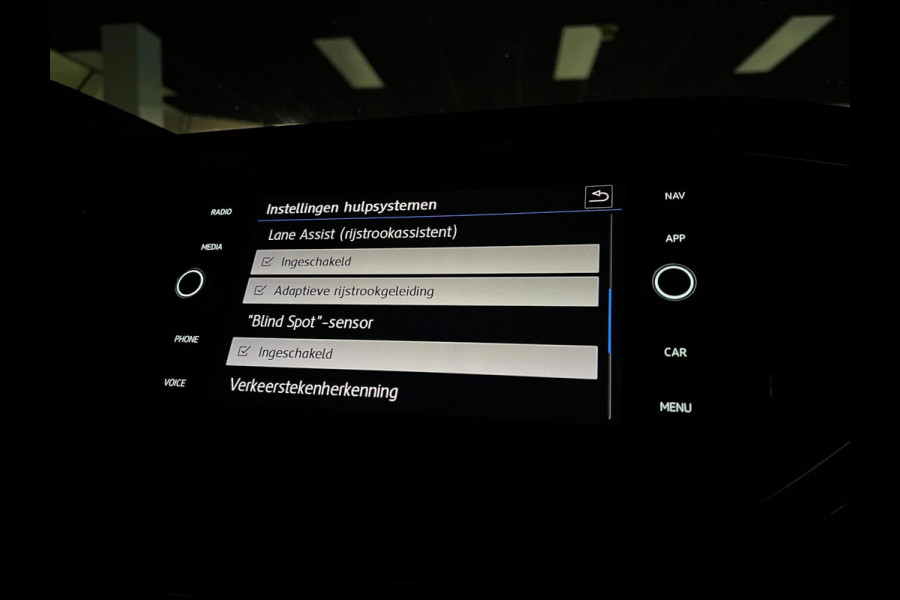 RADIO
MEDIA
PHONE
VOICE
Instellingen hulpsystemen
Lane Assist (rijstrookassistent)
Ingeschakeld
Adaptieve rijstrookgeleiding
"Blind Spot"-sensor
Ingeschakeld
Verkeerstekenherkenning
NAV
APP
CAR
MENU